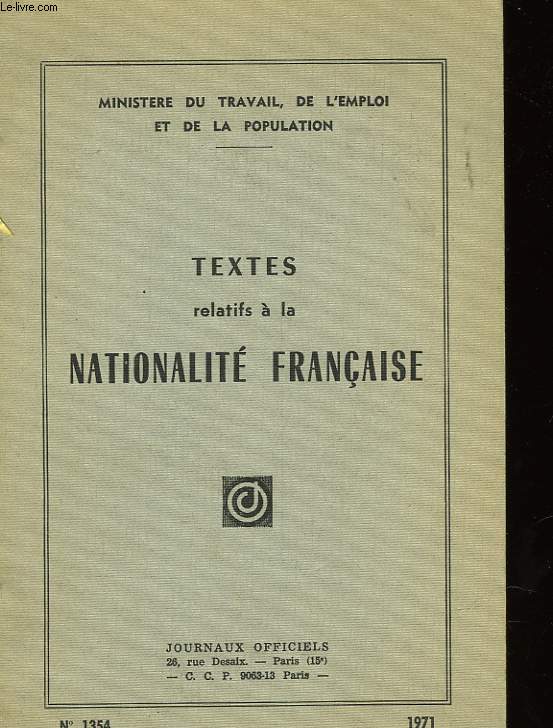 Le-livre.com
MINISTERE DU TRAVAIL, DE L'EMPLOI
ET DE LA POPULATION
TEXTES
relatifs à la
NATIONALITÉ FRANÇAISE
JOURNAUX OFFICIELS
26, rue Desaix. — Paris (15e)
— C. C. P. 9063-13 Paris —
N° 1354 1971